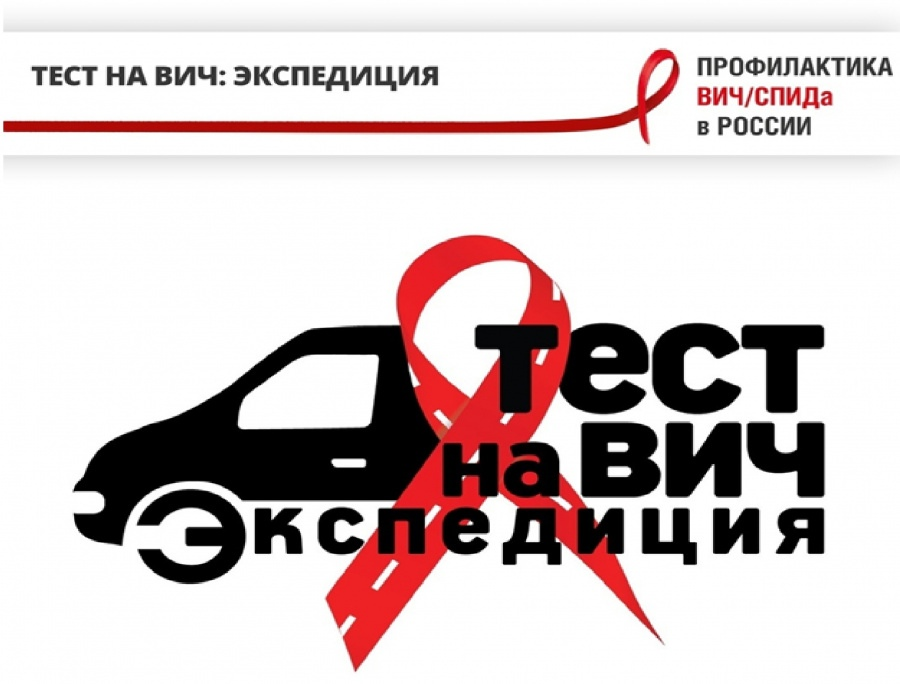 ТЕСТ НА ВИЧ: ЭКСПЕДИЦИЯ
ПРОФИЛАКТИКА
ВИЧ/СПИДа
в РОССИИ
тест
на ВИЧ
Экспедиция